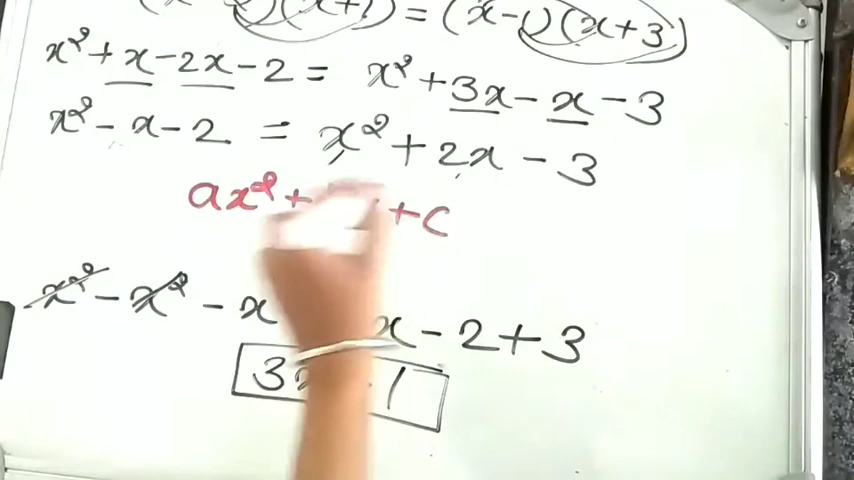 (x+1) = (x-1)(x+3)
x²+x-2x-2 = x²+3x-x-3
x²-x-2 = x²+2x-3
ax²+ +c
x²-x²-x x-2+3
3 1